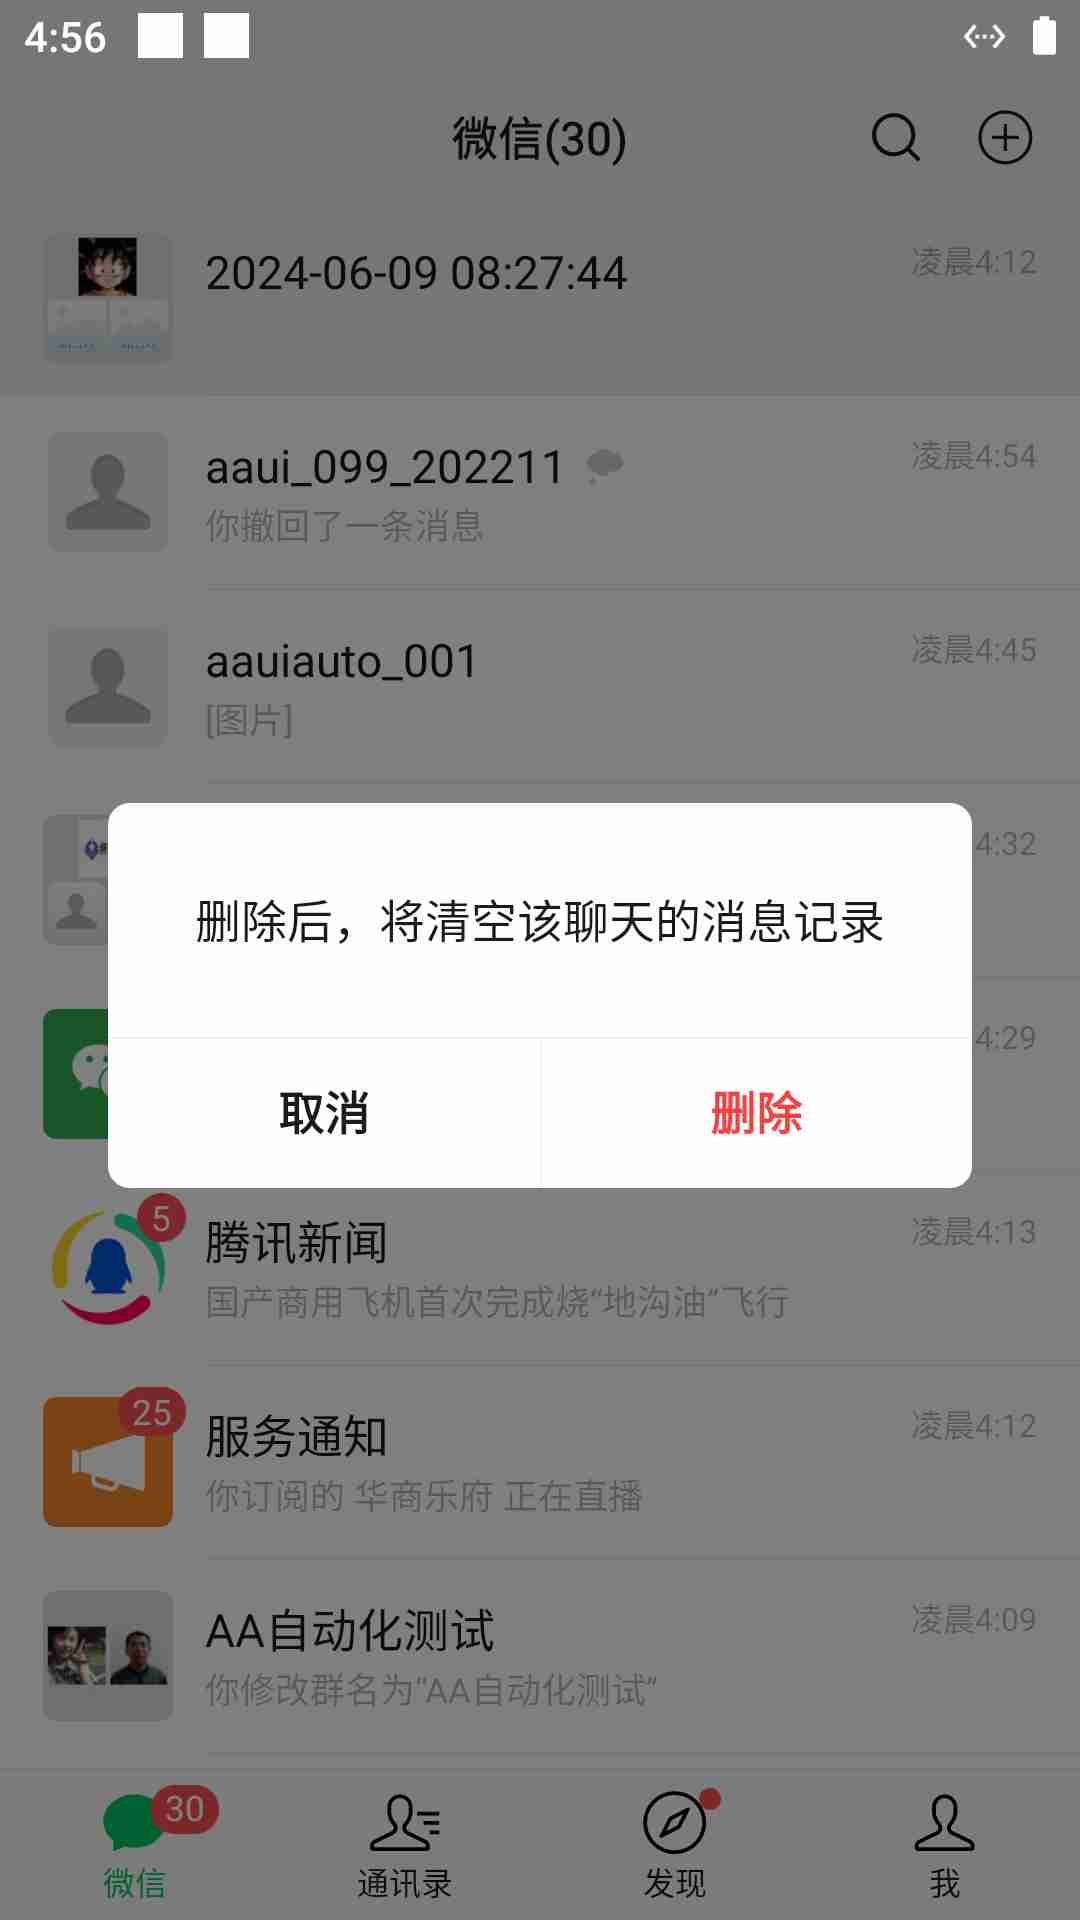 4:56
微信(30)
2024-06-09 08:27:44
凌晨4:12
aaui_099_202211
凌晨4:54
你撤回了一条消息
aauiauto_001
凌晨4:45
[图片]
4:32
删除后，将清空该聊天的消息记录
4:29
取消
删除
5
腾讯新闻
凌晨4:13
国产商用飞机首次完成烧“地沟油”飞行
25
服务通知
凌晨4:12
你订阅的 华商乐府 正在直播
AA自动化测试
凌晨4:09
你修改群名为“AA自动化测试”
30
微信
通讯录
发现
我